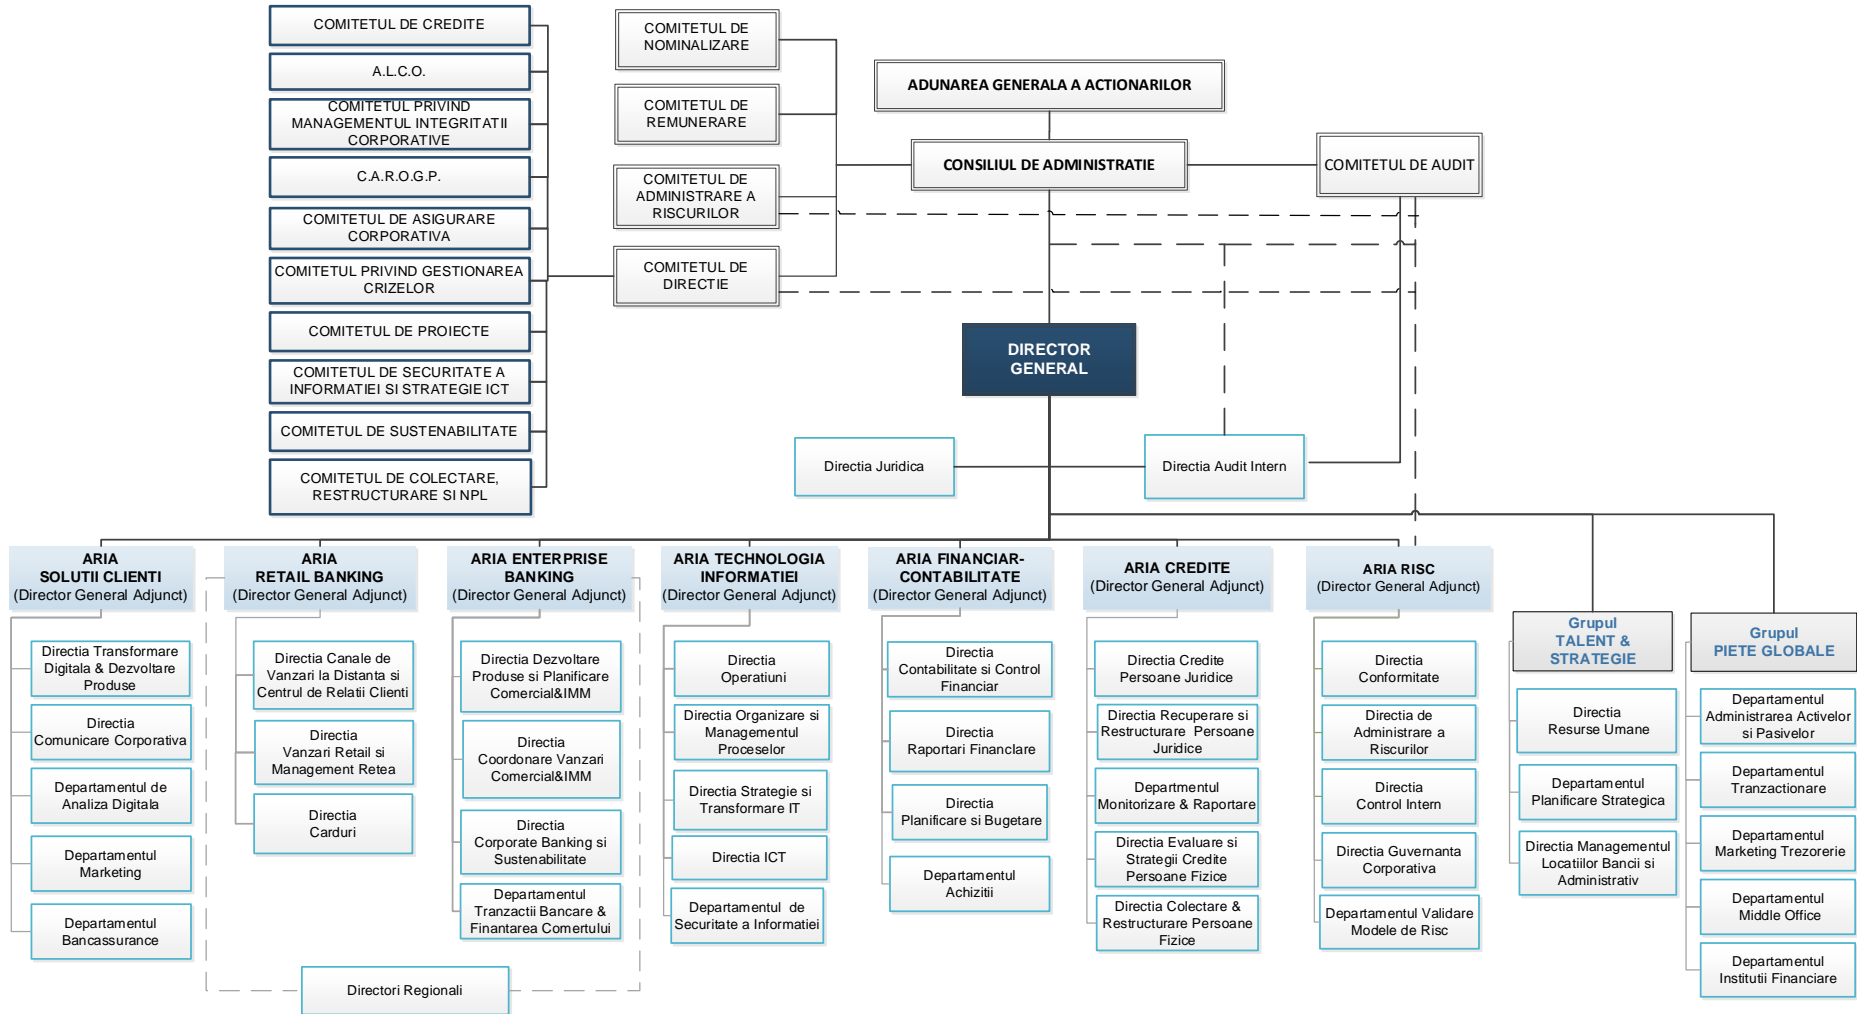 COMITETUL DE CREDITE
A.L.C.O.
COMITETUL PRIVIND
MANAGEMENTUL INTEGRITATII
CORPORATIVE
C.A.R.O.G.P.
COMITETUL DE ASIGURARE
CORPORATIVA
COMITETUL PRIVIND GESTIONAREA
CRIZELOR
COMITETUL DE PROIECTE
COMITETUL DE SECURITATE A
INFORMATIEI SI STRATEGIE ICT
COMITETUL DE SUSTENABILITATE
COMITETUL DE COLECTARE,
RESTRUCTURARE SI NPL
COMITETUL DE
NOMINALIZARE
COMITETUL DE
REMUNERARE
COMITETUL DE
ADMINISTRARE A
RISCURILOR
COMITETUL DE
DIRECTIE
ADUNAREA GENERALA A ACTIONARILOR
CONSILIUL DE ADMINISTRATIE
COMITETUL DE AUDIT
DIRECTOR
GENERAL
Directia Juridica
Directia Audit Intern
ARIA
SOLUTII CLIENTI
(Director General Adjunct)
Directia Transformare
Digitala & Dezvoltare
Produse
Directia
Comunicare Corporativa
Departamentul de
Analiza Digitala
Departamentul
Marketing
Departamentul
Bancassurance
ARIA
RETAIL BANKING
(Director General Adjunct)
Directia Canale de
Vanzari la Distanta si
Centrul de Relatii Clienti
Directia
Vanzari Retail si
Management Retea
Directia
Carduri
Directori Regionali
ARIA ENTERPRISE
BANKING
(Director General Adjunct)
Directia Dezvoltare
Produse si Planificare
Comercial&IMM
Directia
Coordonare Vanzari
Comercial&IMM
Directia
Corporate Banking si
Sustenabilitate
Departamentul
Tranzactii Bancare &
Finantarea Comertului
ARIA TECHNOLOGIA
INFORMATIEI
(Director General Adjunct)
Directia
Operatiuni
Directia Organizare si
Managementul
Proceselor
Directia Strategie si
Transformare IT
Directia ICT
Departamentul de
Securitate a Informatiei
ARIA FINANCIAR-
CONTABILITATE
(Director General Adjunct)
Directia
Contabilitate si Control
Financiar
Directia
Raportari Financlare
Directia
Planificare si Bugetare
Departamentul
Achizitii
ARIA CREDITE
(Director General Adjunct)
Directia Credite
Persoane Juridice
Directia Recuperare si
Restructurare Persoane
Juridice
Departmentul
Monitorizare & Raportare
Directia Evaluare si
Strategii Credite
Persoane Fizice
Directia Colectare &
Restructurare Persoane
Fizice
ARIA RISC
(Director General Adjunct)
Directia
Conformitate
Directia de
Administrare a
Riscurilor
Directia
Control Intern
Directia Guvernanta
Corporativa
Departamentul Validare
Modele de Risc
Grupul
TALENT &
STRATEGIE
Directia
Resurse Umane
Departamentul
Planificare Strategica
Directia Managementul
Locatiilor Bancii si
Administrativ
Grupul
PIETE GLOBALE
Departamentul
Administrarea Activelor
si Pasivelor
Departamentul
Tranzactionare
Departamentul
Marketing Trezorerie
Departamentul
Middle Office
Departamentul
Institutii Financiare